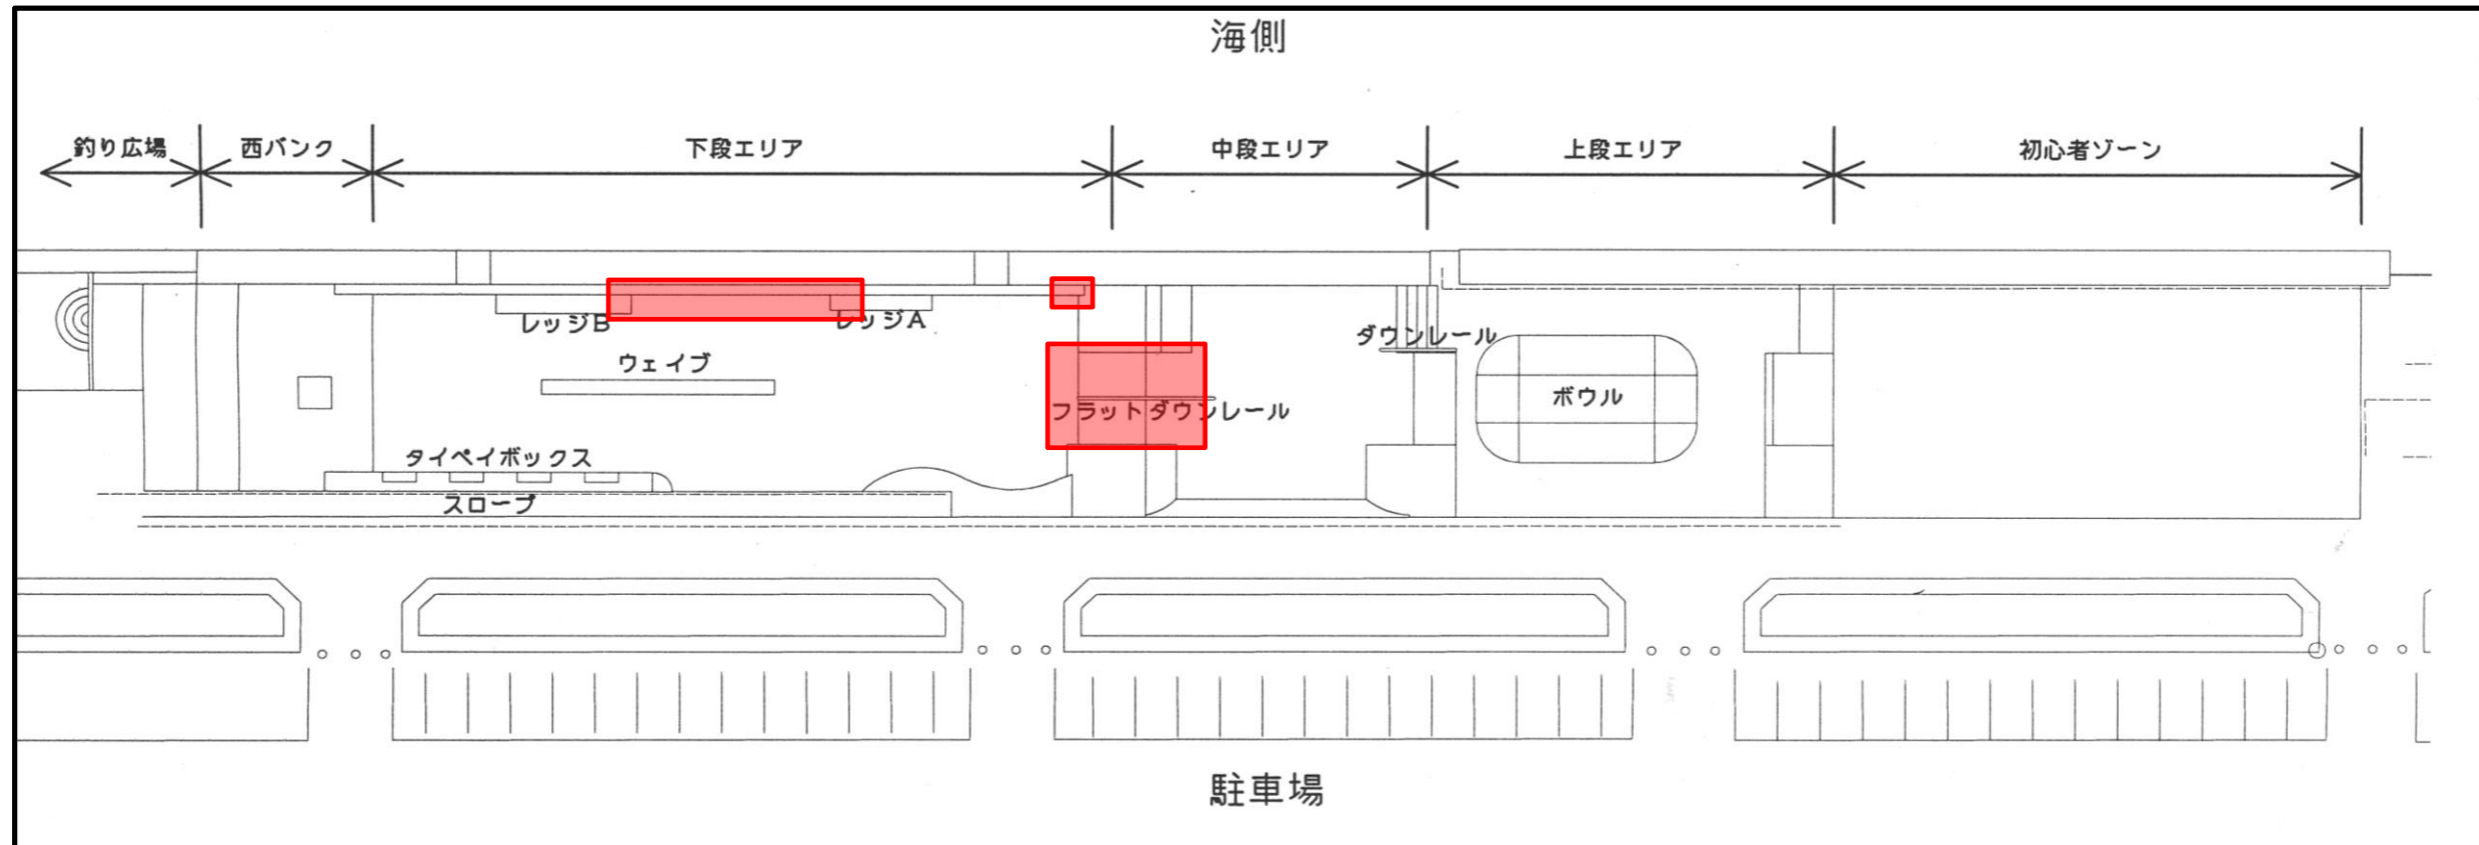 海側
釣り広場
西バンク
下段エリア
中段エリア
上段エリア
初心者ゾーン
レッジB
レッジA
ダウンレール
ウェイブ
ボウル
フラットダウンレール
タイペイボックス
スロープ
駐車場